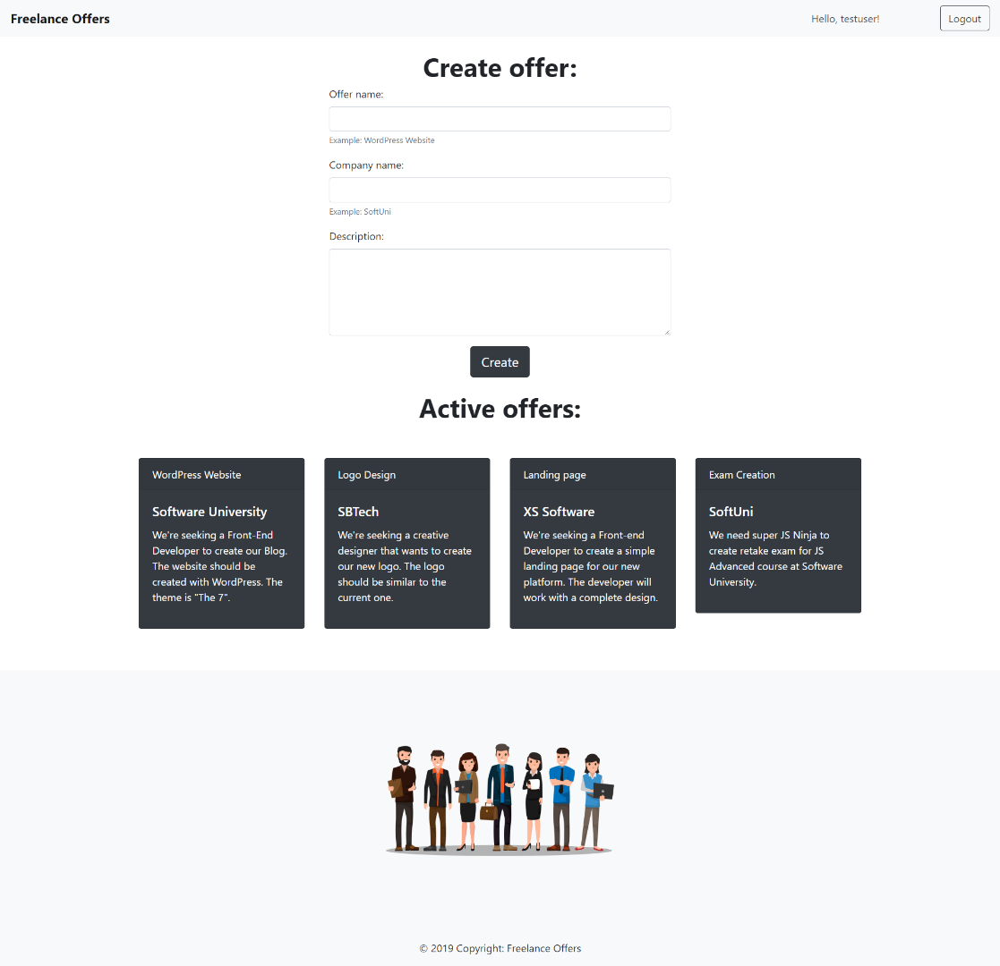 Freelance Offers
Hello, testuser!
Logout
Create offer:
Offer name:
Example: WordPress Website
Company name:
Example: SoftUni
Description:
Create
Active offers:
WordPress Website
Software University
We're seeking a Front-End
Developer to create our Blog.
The website should be
created with WordPress. The
theme is "The 7".
Logo Design
SBTech
We're seeking a creative
designer that wants to create
our new logo. The logo
should be similar to the
current one.
Landing page
XS Software
We're seeking a Front-end
Developer to create a simple
landing page for our new
platform. The developer will
work with a complete design.
Exam Creation
SoftUni
We need super JS Ninja to
create retake exam for JS
Advanced course at Software
University.
© 2019 Copyright: Freelance Offers